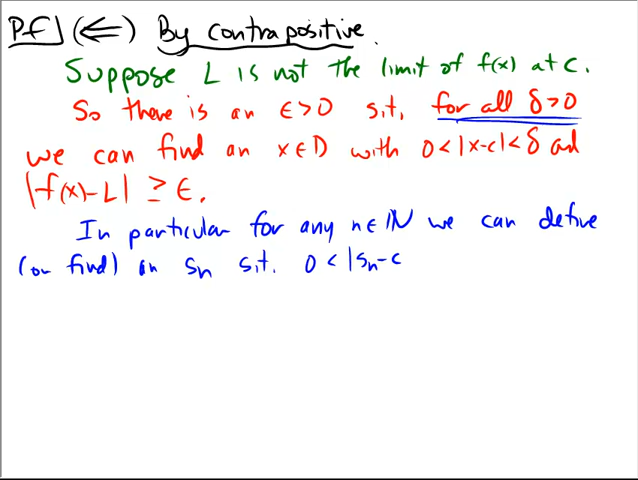 Pf] (⇐) By contrapositive.
Suppose L is not the limit of f(x) at c.
So there is an ε>0 s.t. for all δ>0
we can find an x∈D with 0<|x-c|<δ and
|f(x)-L| ≥ ε.
In particular for any n∈ℕ we can define
(or find) an sn s.t. 0 < |sn-c